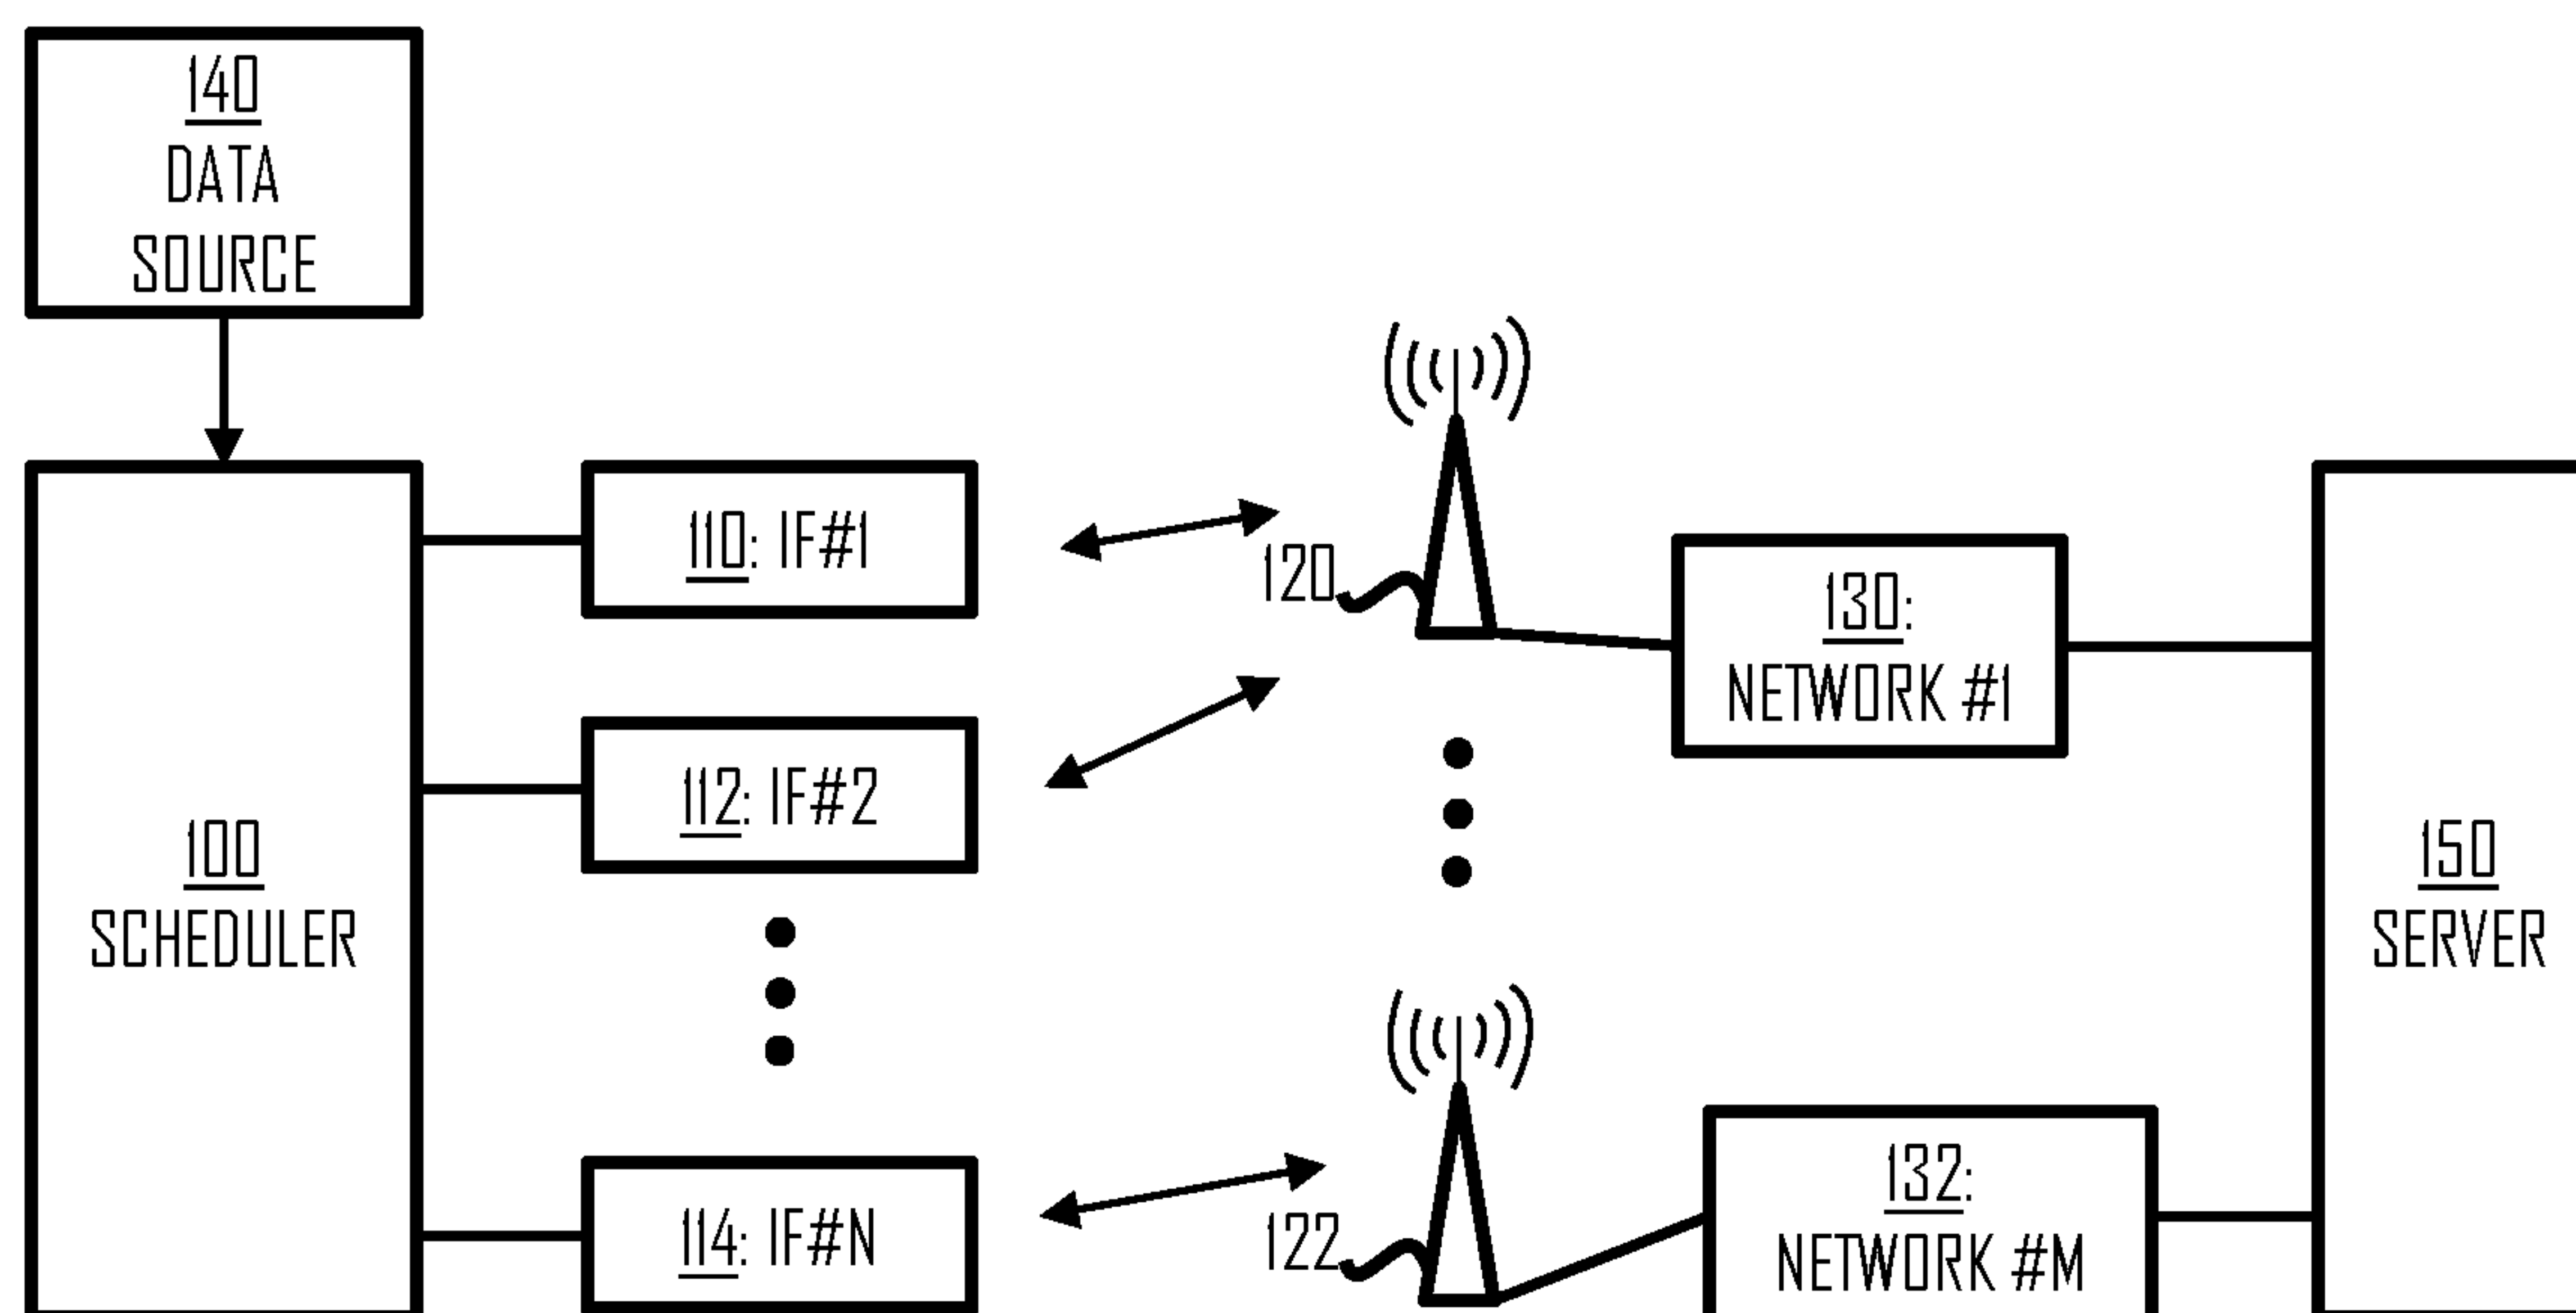 140
DATA
SOURCE
110: IF#1
120
130:
NETWORK #1
112: IF#2
100
SCHEDULER
150
SERVER
114: IF#N
122
132:
NETWORK #M